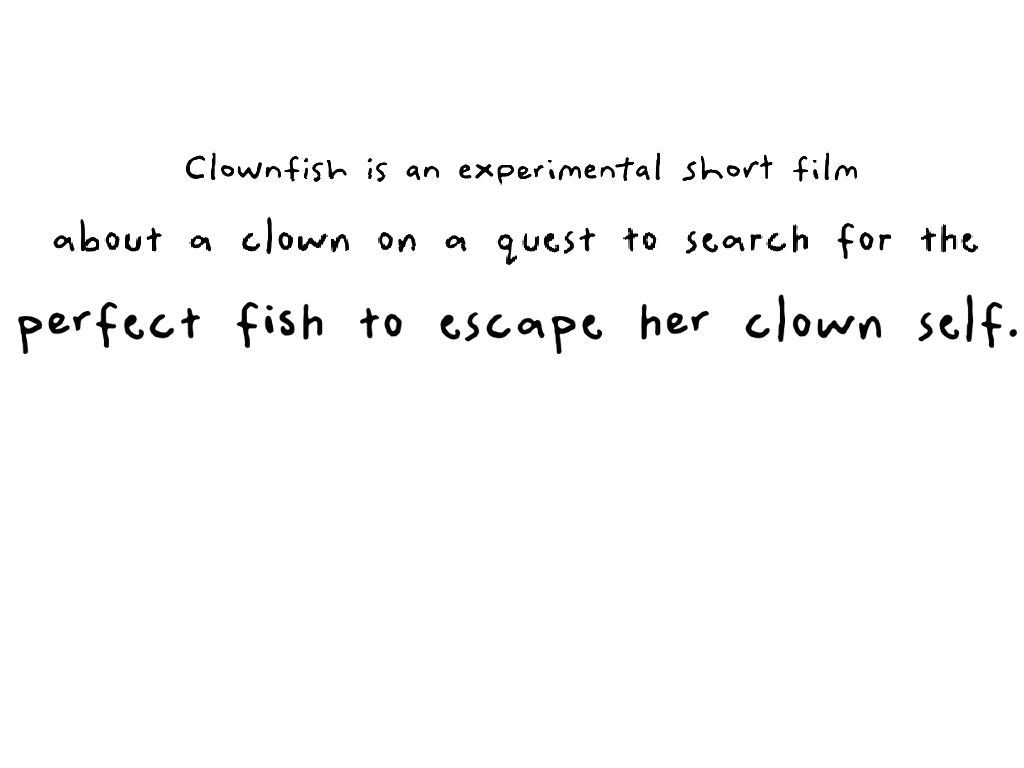 Clownfish is an experimental short film
about a clown on a quest to search for the
perfect fish to escape her clown self.